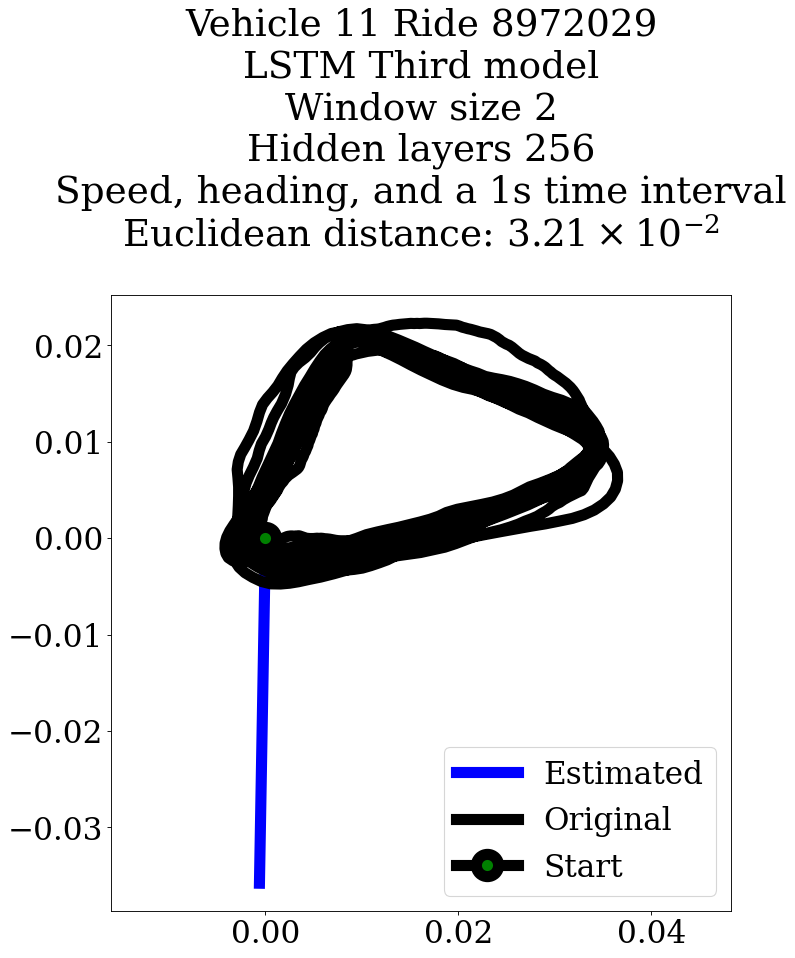 Vehicle 11 Ride 8972029
LSTM Third model
Window size 2
Hidden layers 256
Speed, heading, and a 1s time interval
Euclidean distance: 3.21 × 10⁻²
0.02
0.01
0.00
−0.01
−0.02
−0.03
Estimated
Original
Start
0.00 0.02 0.04